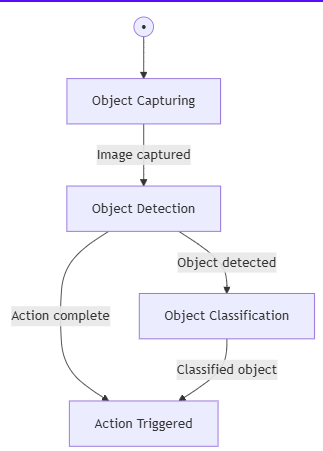 Object Capturing
Image captured
Object Detection
Object detected
Action complete
Object Classification
Classified object
Action Triggered